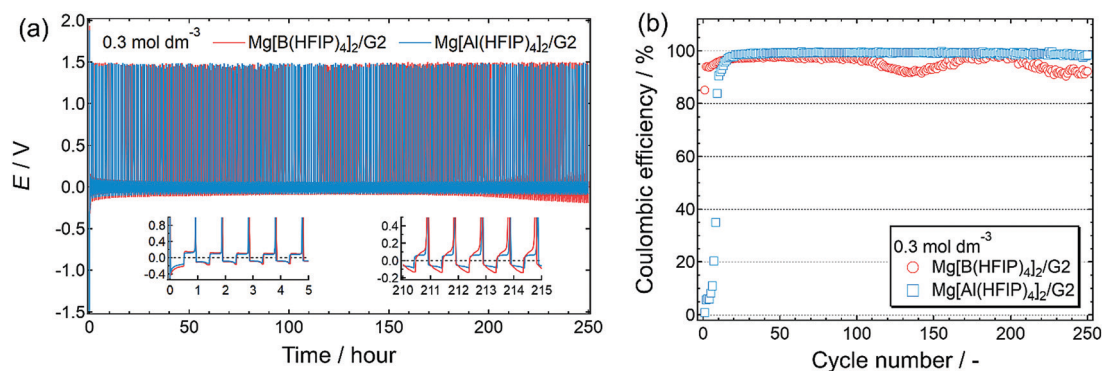 (a)
0.3 mol dm⁻³ Mg[B(HFIP)₄]₂/G2 Mg[Al(HFIP)₄]₂/G2
E / V
2.0
1.5
1.0
0.5
0.0
-0.5
-1.0
-1.5
0.8
0.4
0.0
-0.4
0 1 2 3 4 5
0.4
0.2
0.0
-0.2
210 211 212 213 214 215
0 50 100 150 200 250
Time / hour
(b)
Coulombic efficiency / %
100
80
60
40
20
0
0.3 mol dm⁻³
Mg[B(HFIP)₄]₂/G2
Mg[Al(HFIP)₄]₂/G2
0 50 100 150 200 250
Cycle number / -